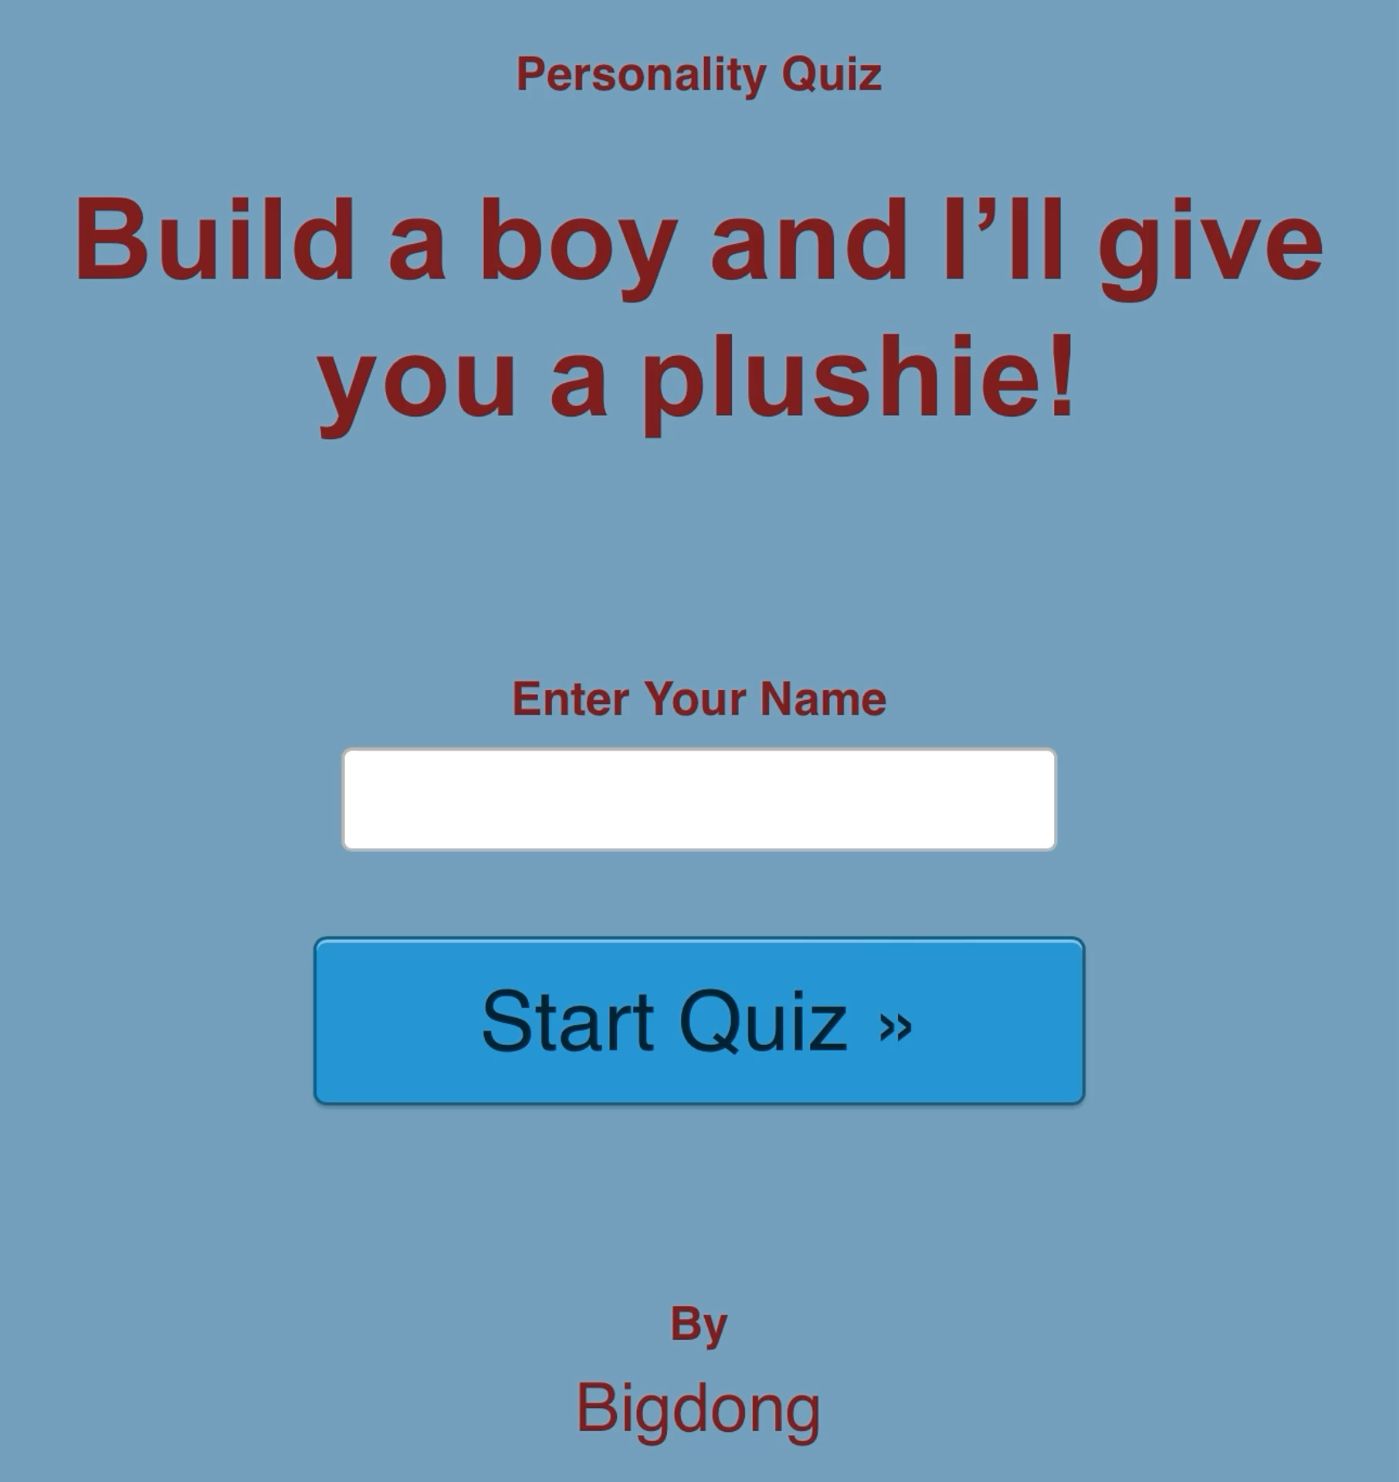 Personality Quiz
Build a boy and I’ll give
you a plushie!
Enter Your Name
Start Quiz »
By
Bigdong